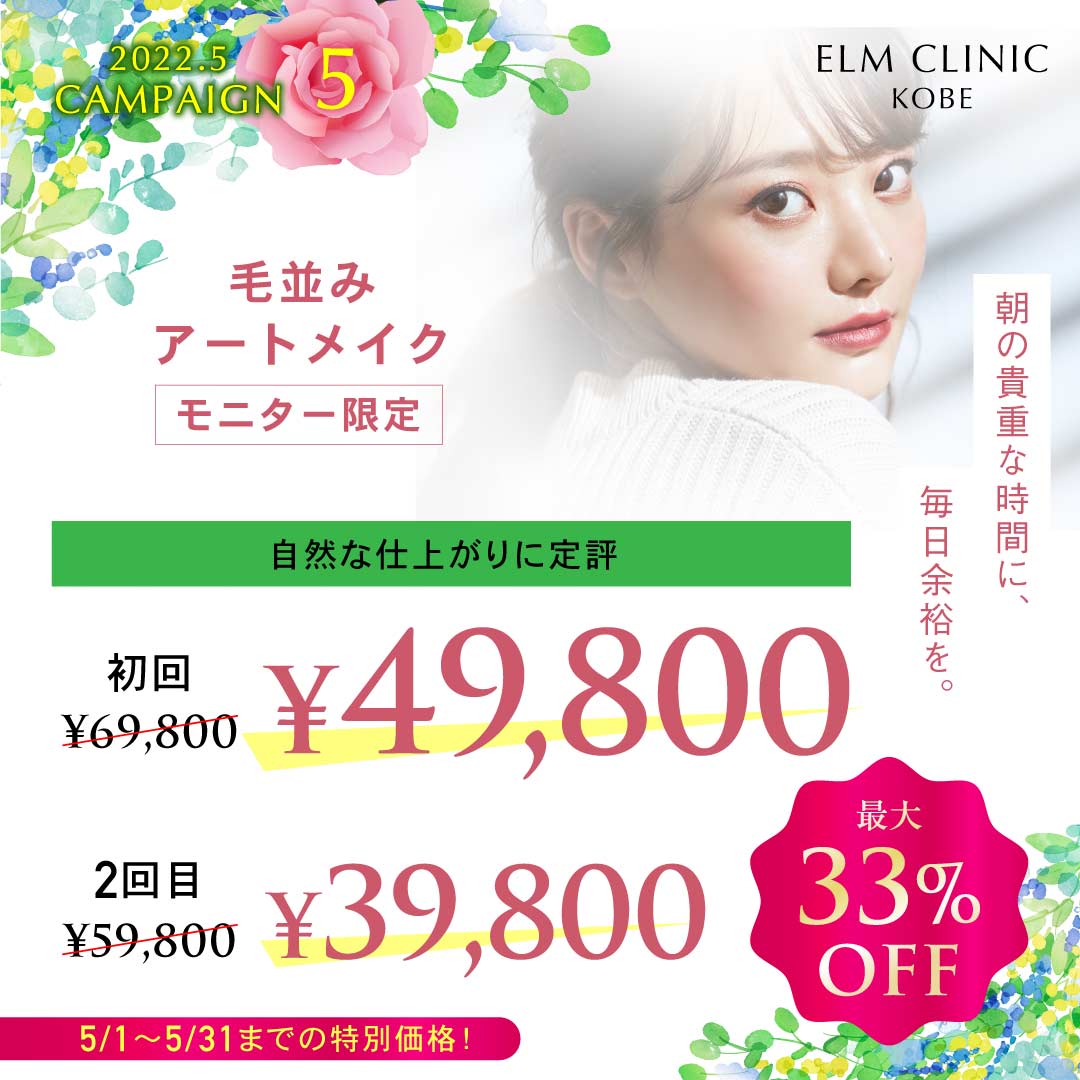 2022.5
CAMPAIGN 5
ELM CLINIC
KOBE
毛並み
アートメイク
モニター限定
朝の貴重な時間に、
毎日余裕を。
自然な仕上がりに定評
初回
¥69,800
¥49,800
2回目
¥59,800
¥39,800
最大
33%
OFF
5/1～5/31までの特別価格!